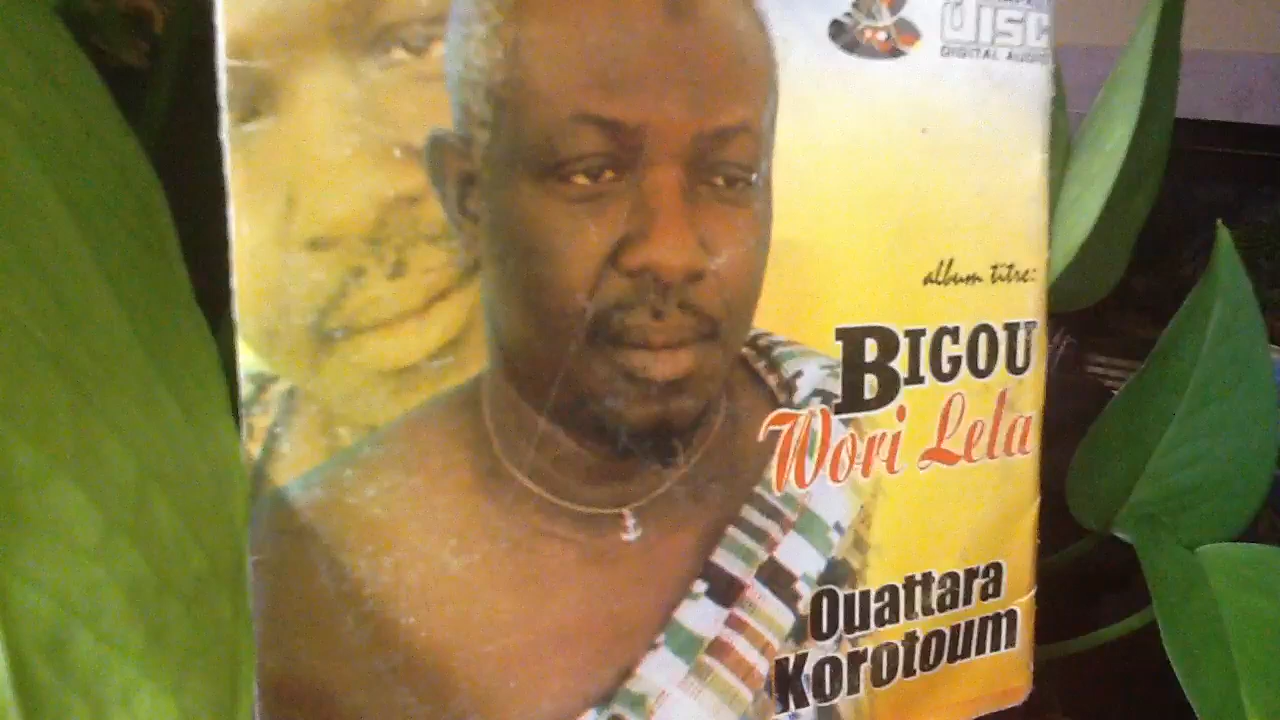 disc
DIGITAL AUDIO
album titre:
BIGOU
Wori Lela
Ouattara
Korotoum